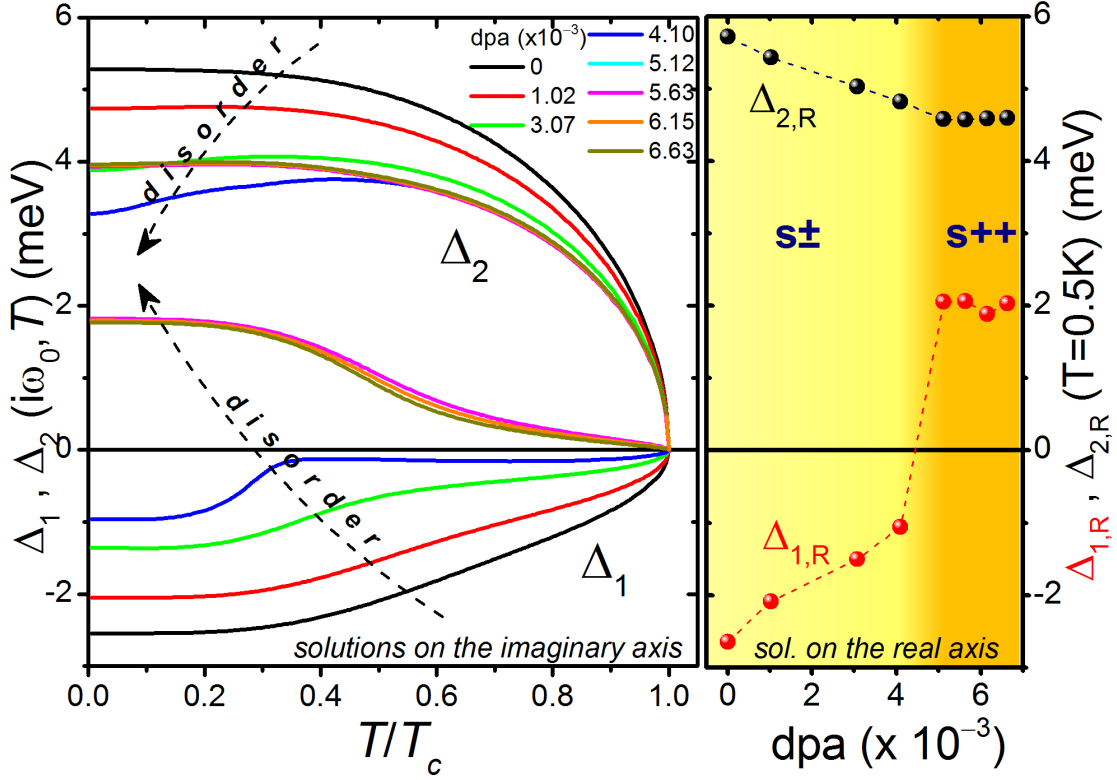 6
5
4
2
0
-2
Δ1 , Δ2 (iω0,T) (meV)
disorder
disorder
dpa (x10⁻³)
0
1.02
3.07
4.10
5.12
5.63
6.15
6.63
Δ2
Δ1
solutions on the imaginary axis
0.0 0.2 0.4 0.6 0.8 1.0
T/Tc
Δ2,R
s± s++
Δ1,R
sol. on the real axis
0 2 4 6
dpa (x 10⁻³)
6
4
2
0
-2
Δ1,R , Δ2,R (T=0.5K) (meV)